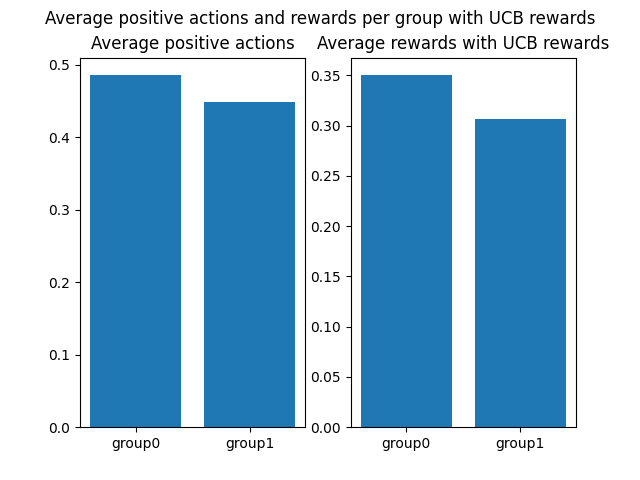 Average positive actions and rewards per group with UCB rewards
Average positive actions
0.5
0.4
0.3
0.2
0.1
0.0
group0
group1
Average rewards with UCB rewards
0.35
0.30
0.25
0.20
0.15
0.10
0.05
0.00
group0
group1